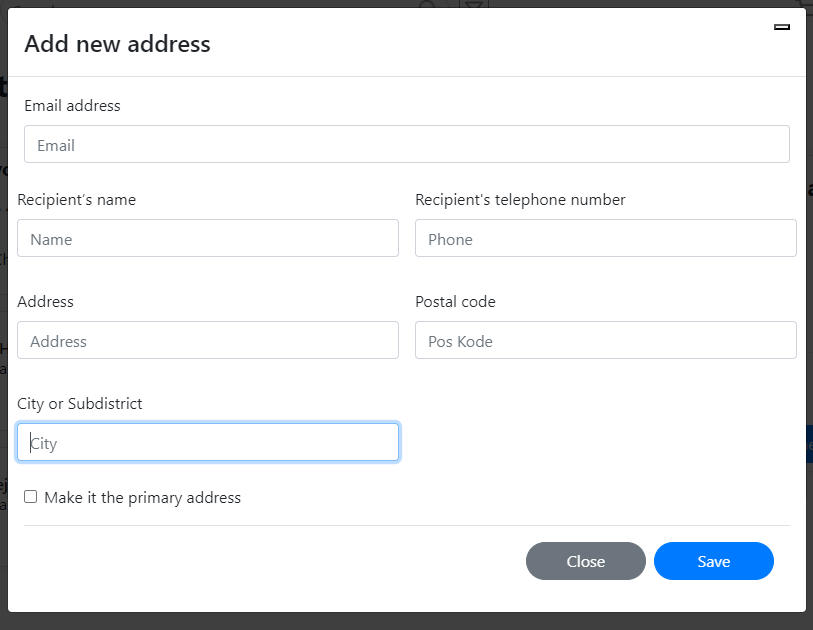 Add new address
Email address
Email
Recipient's name
Recipient's telephone number
Name
Phone
Address
Postal code
Address
Pos Kode
City or Subdistrict
City
Make it the primary address
Close
Save